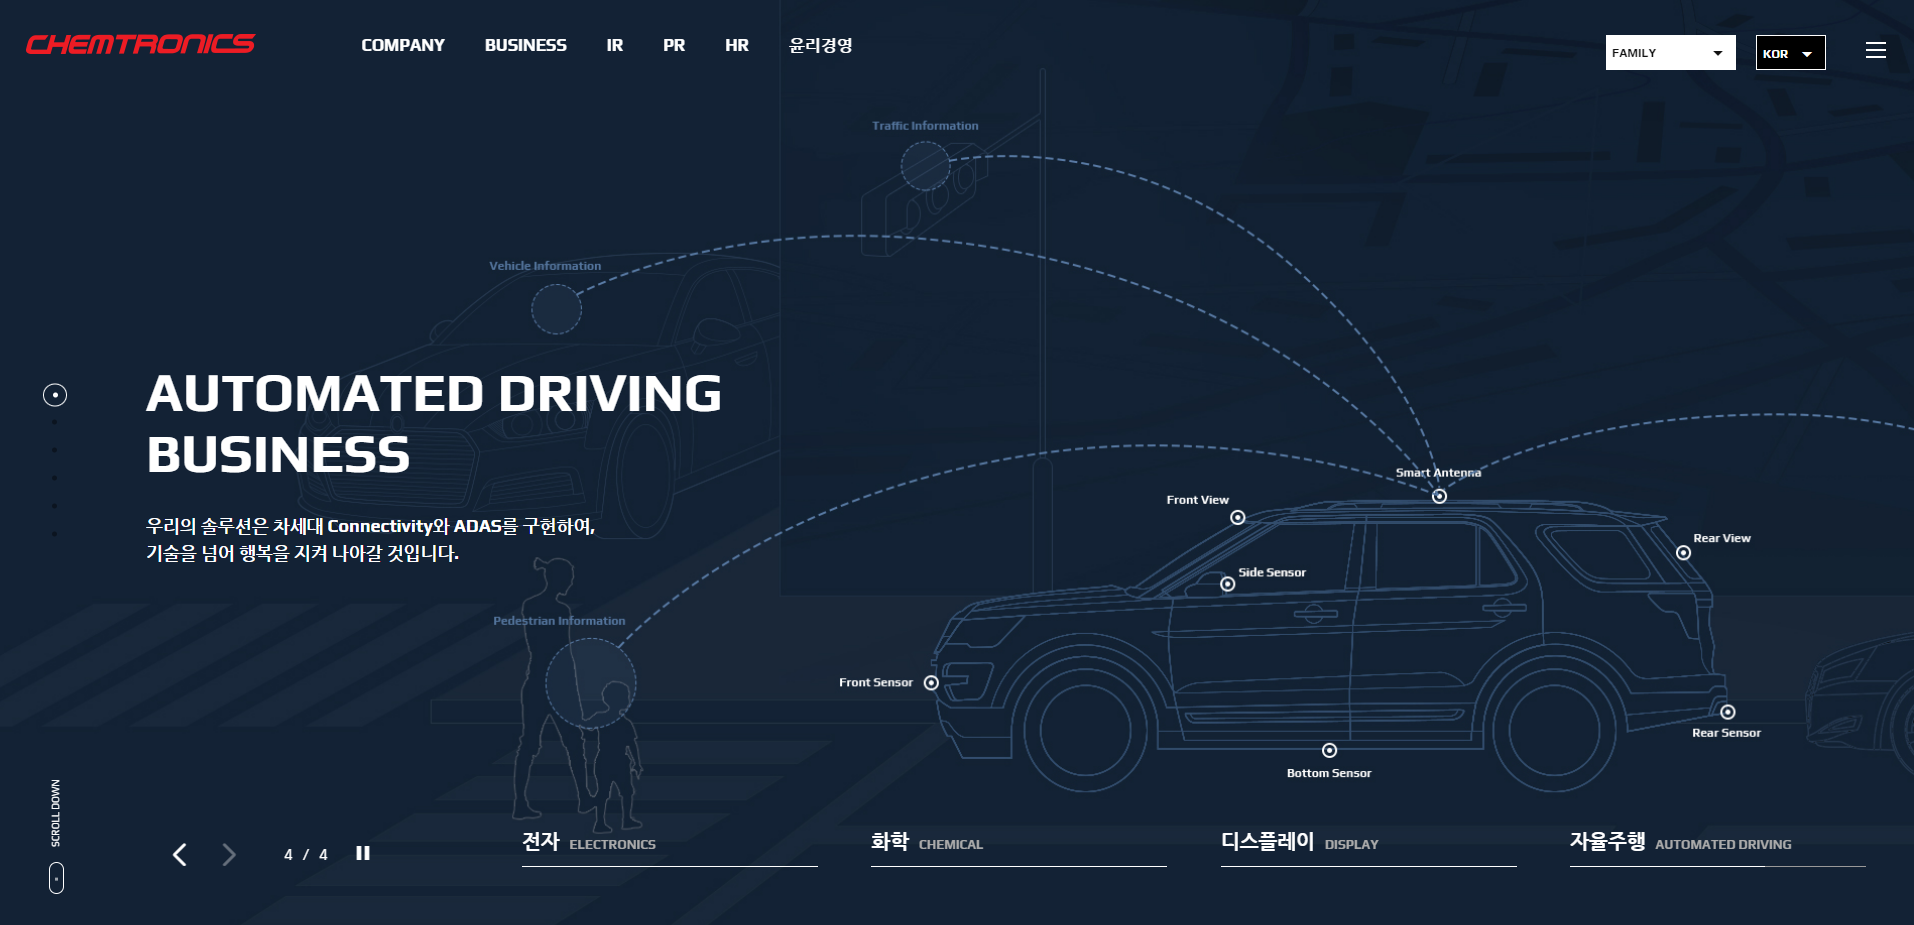 CHEMTRONICS
COMPANY BUSINESS IR PR HR 윤리경영
FAMILY
KOR
Traffic Information
Vehicle Information
AUTOMATED DRIVING
BUSINESS
우리의 솔루션은 차세대 Connectivity와 ADAS를 구현하여,
기술을 넘어 행복을 지켜 나아갈 것입니다.
Smart Antenna
Front View
Rear View
Side Sensor
Pedestrian Information
Front Sensor
Rear Sensor
Bottom Sensor
SCROLL DOWN
4 / 4
전자 ELECTRONICS
화학 CHEMICAL
디스플레이 DISPLAY
자율주행 AUTOMATED DRIVING